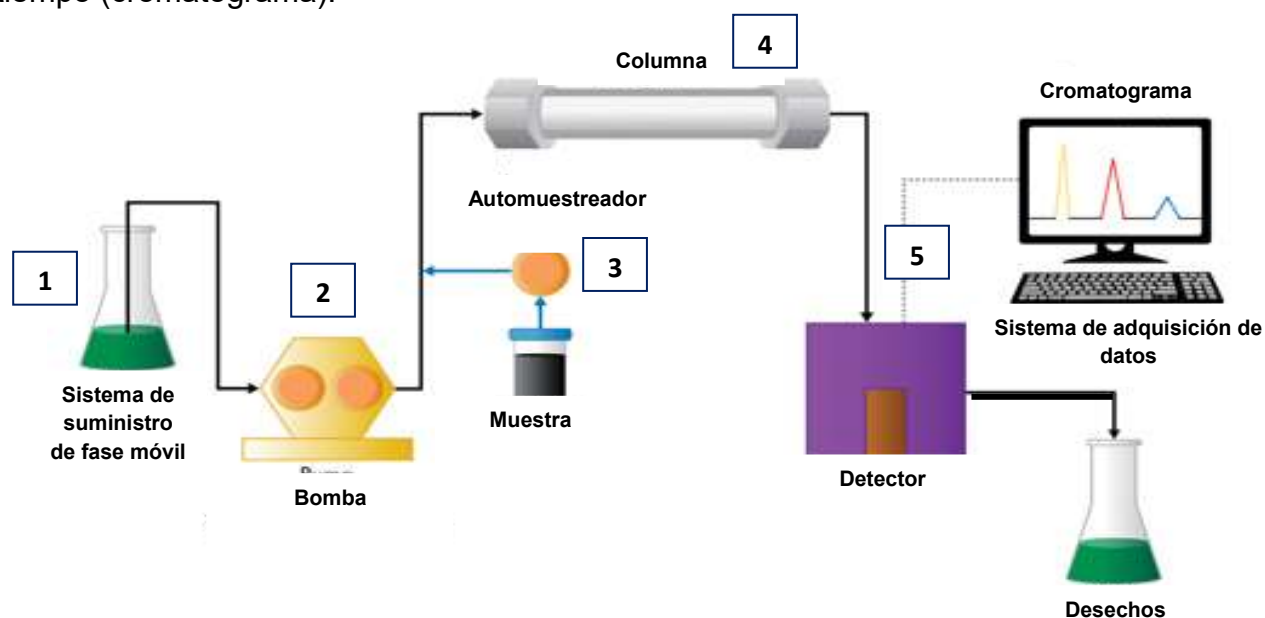 tiempo (cromatograma).
4
Columna
Cromatograma
Automuestreador
1
2
3
5
Sistema de
suministro
de fase móvil
Bomba
Muestra
Detector
Sistema de adquisición de
datos
Desechos